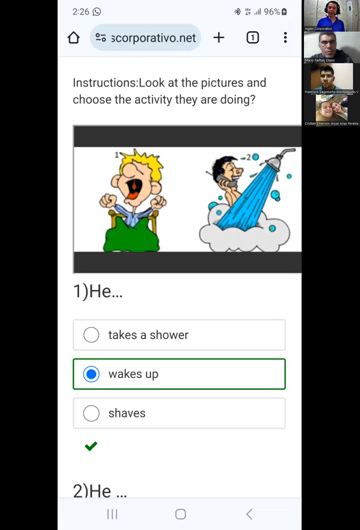 2:26 96%
scorporativo.net 1
Instructions:Look at the pictures and
choose the activity they are doing?
1 2
1)He...
takes a shower
wakes up
shaves
2)He ...